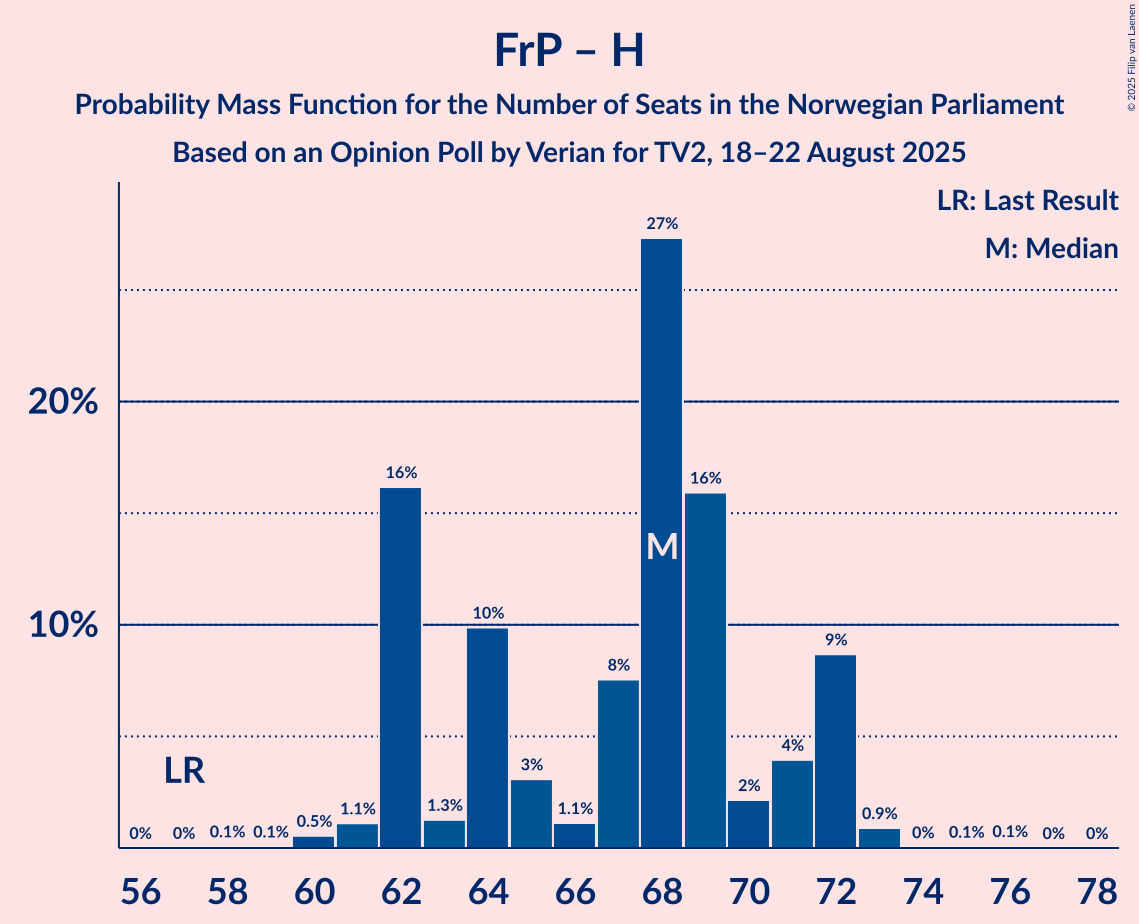 © 2025 Filip van Laenen
FrP – H
Probability Mass Function for the Number of Seats in the Norwegian Parliament
Based on an Opinion Poll by Verian for TV2, 18–22 August 2025
LR: Last Result
M: Median
20%
10%
0%
0%
0.1%
0.1%
0.5%
1.1%
16%
1.3%
10%
3%
1.1%
8%
27%
16%
2%
4%
9%
0.9%
0%
0.1%
0.1%
0%
0%
LR
M
56 58 60 62 64 66 68 70 72 74 76 78